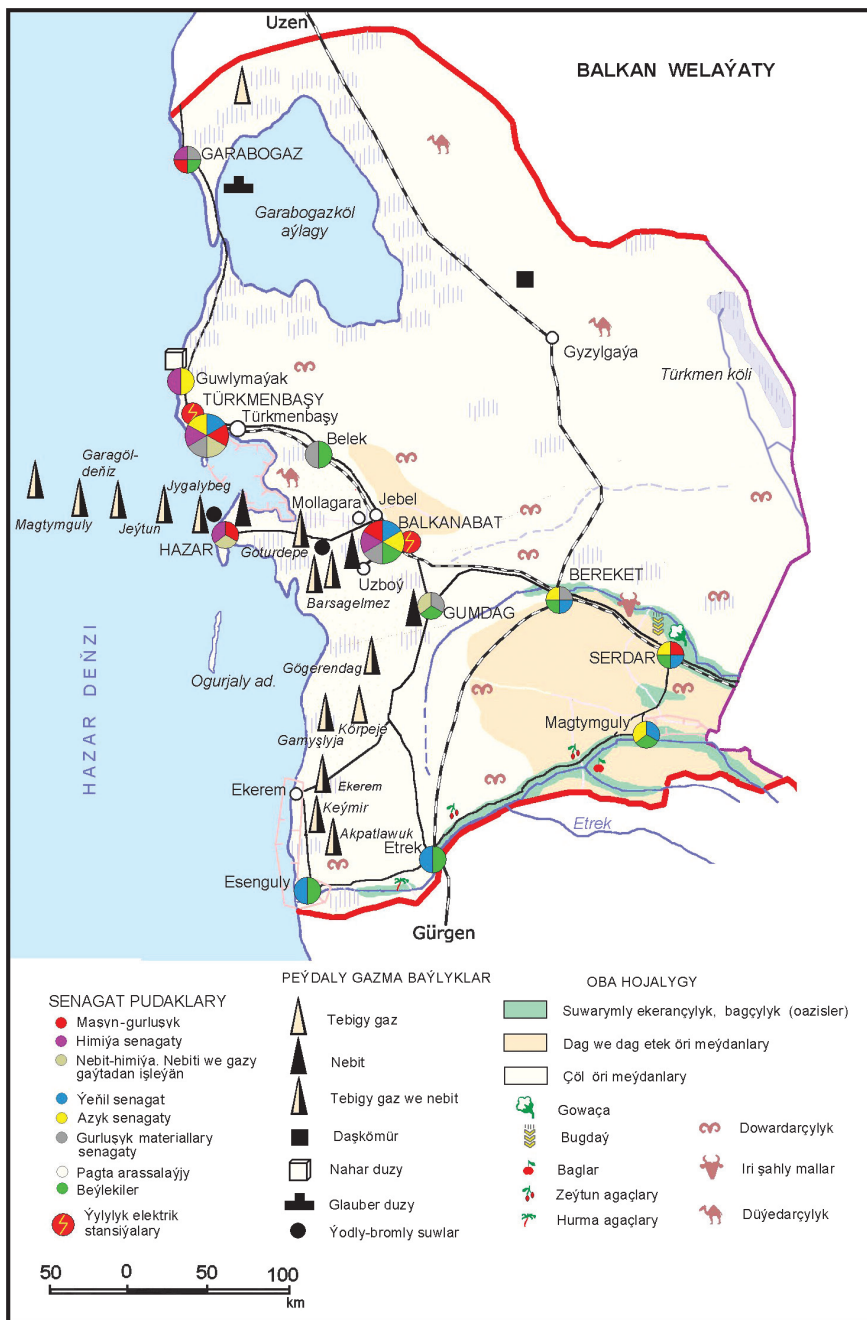 Uzen
BALKAN WELAÝATY
GARABOGAZ
Garabogazköl
aýlagy
Gyzylgaýa
Türkmen köli
Guwlymaýak
TÜRKMENBAŞY
Türkmenbaşy
Belek
Garagöl-
deňiz
Jygalybeg
Magtymguly
Jeýtun
Mollagara
Jebel
BALKANABAT
HAZAR
Goturdepe
Uzboý
BEREKET
Barsagelmez
GUMDAG
SERDAR
Gögerendag
Ogurjaly ad.
Magtymguly
Körpeje
Gamyşlyja
HAZAR DEŇZI
Ekerem
Ekerem
Keýmir
Akpatlawuk
Etrek
Etrek
Esenguly
Gürgen
SENAGAT PUDAKLARY
Maşyn-gurluşyk
Himiýa senagaty
Nebit-himiýa. Nebiti we gazy
gaýtadan işleýän
Ýeňil senagat
Azyk senagaty
Gurluşyk materiallary
senagaty
Pagta arassalaýjy
Beýlekiler
Ýylylyk elektrik
stansiýalary
50 0 50 100
km
PEÝDALY GAZMA BAÝLYKLAR
Tebigy gaz
Nebit
Tebigy gaz we nebit
Daşkömür
Nahar duzy
Glauber duzy
Ýodly-bromly suwlar
OBA HOJALYGY
Suwarymly ekerançylyk, bagçylyk (oazisler)
Dag we dag etek öri meýdanlary
Çöl öri meýdanlary
Gowaça
Bugdaý
Baglar
Zeýtun agaçlary
Hurma agaçlary
Dowardarçylyk
Iri şahly mallar
Düýedarçylyk